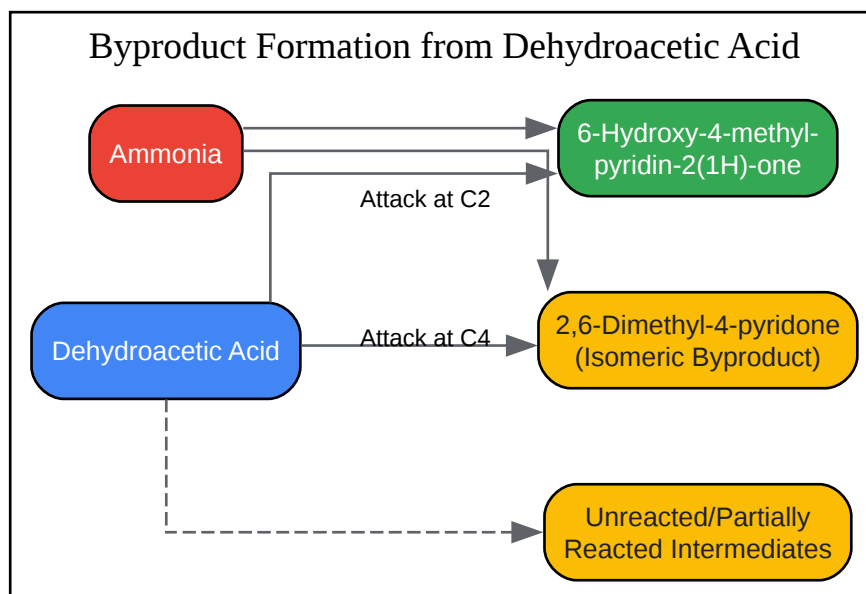 Byproduct Formation from Dehydroacetic Acid
Ammonia
6-Hydroxy-4-methyl-
pyridin-2(1H)-one
Attack at C2
Dehydroacetic Acid
Attack at C4
2,6-Dimethyl-4-pyridone
(Isomeric Byproduct)
Unreacted/Partially
Reacted Intermediates